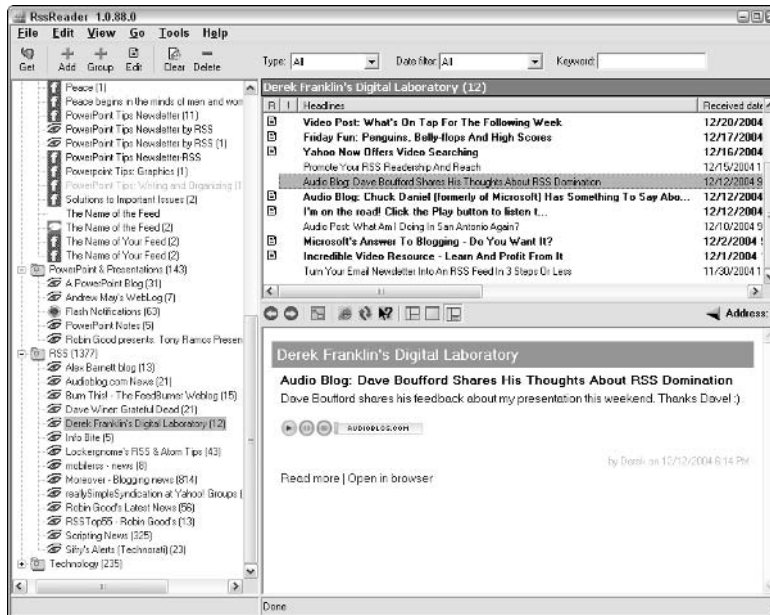 RssReader 1.0.88.0
File Edit View Go Tools Help
Get Add Group Edit Clear Delete Type: All Date filter: All Keyword:
Peace (1)
Peace begins in the minds of men and wom
PowerPoint Tips Newsletter (11)
PowerPoint Tips Newsletter by RSS
PowerPoint Tips Newsletter by RSS (1)
PowerPoint Tips Newsletter-RSS
Powerpoint Tips: Graphics (1)
PowerPoint Tips: Writing and Organizing (1
Solutions to Important Issues (2)
The Name of the Feed
The Name of the Feed (2)
The Name of Your Feed (2)
The Name of Your Feed (2)
PowerPoint & Presentations (143)
A PowerPoint Blog (31)
Andrew May's WebLog (7)
Flash Notifications (63)
PowerPoint Notes (5)
Robin Good presents: Tony Ramos Presen
RSS (1377)
Alex Barnett blog (13)
Audioblog.com News (21)
Burn This! - The FeedBurner Weblog (15)
Dave Winer: Grateful Dead (21)
Derek Franklin's Digital Laboratory (12)
Info Bite (5)
Lockergnome's RSS & Atom Tips (43)
mobilerss - news (8)
Moreover - Blogging news (814)
reallySimpleSyndication at Yahoo! Groups (
Robin Good's Latest News (56)
RSSTop55 - Robin Good's (13)
Scripting News (325)
Sifry's Alerts (Technorati) (23)
Technology (235)
Derek Franklin's Digital Laboratory (12)
R ! Headlines Received date
Video Post: What's On Tap For The Following Week 12/20/2004
Friday Fun: Penguins, Belly-flops And High Scores 12/17/2004
Yahoo Now Offers Video Searching 12/16/2004
Promote Your RSS Readership And Reach 12/15/2004 1
Audio Blog: DaveBoufford Shares His Thoughts About RSS Domination 12/12/2004 9
Audio Blog: Chuck Daniel (formerly of Microsoft) Has Something To Say Abo... 12/12/2004
I'm on the road! Click the Play button to listen t... 12/12/2004
Audio Post: What Am I Doing In San Antonio Again? 12/10/2004
Microsoft's Answer To Blogging - Do You Want It? 12/2/2004
Incredible Video Resource - Learn And Profit From It 12/1/2004
Turn Your Email Newsletter Into An RSS Feed In 3 Steps Or Less 11/30/2004 1
Address:
Derek Franklin's Digital Laboratory
Audio Blog: Dave Boufford Shares His Thoughts About RSS Domination
Dave Boufford shares his feedback about my presentation this weekend. Thanks Dave! :)
AUDIOBLOG.COM
by Derek on 12/12/2004 6:14 PM
Read more | Open in browser
Done